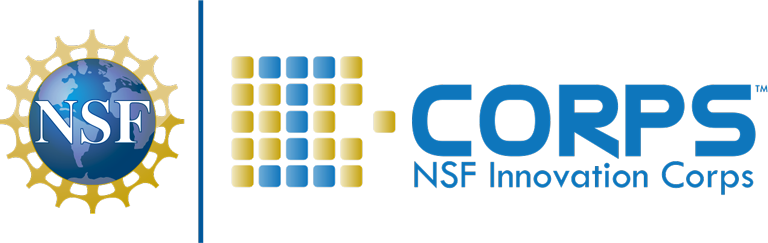 NSF
I-CORPS™
NSF Innovation Corps